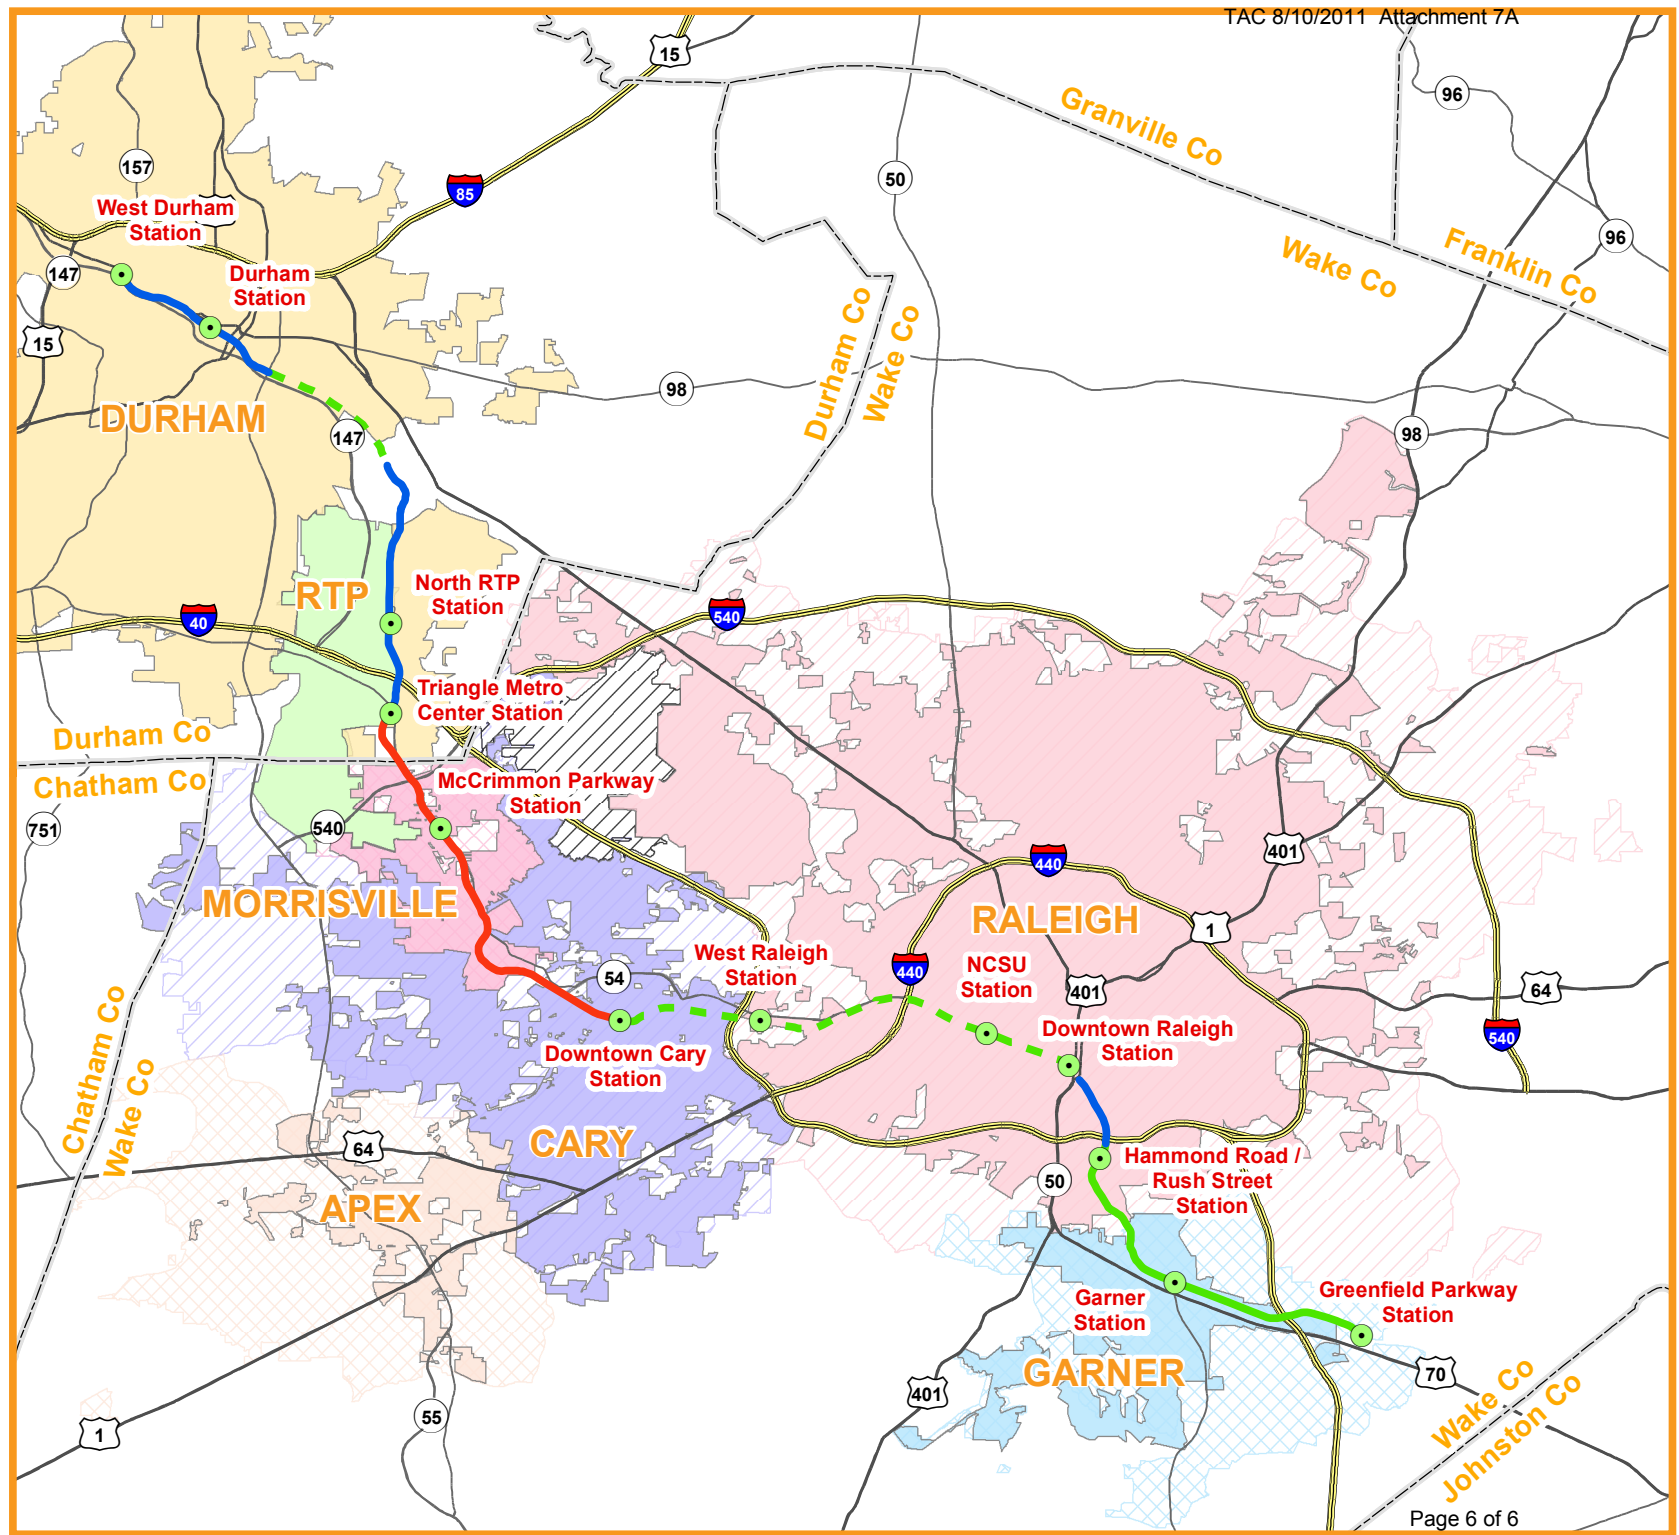 TAC 8/10/2011 Attachment 7A
15
96
Granville Co
157
50
85
West Durham
Station
96
Franklin Co
Wake Co
147
Durham
Station
15
Durham Co
Wake Co
98
DURHAM
147
98
RTP
North RTP
Station
40
540
Triangle Metro
Center Station
Durham Co
Chatham Co
McCrimmon Parkway
Station
751
540
401
440
MORRISVILLE
RALEIGH
1
West Raleigh
Station
NCSU
Station
440
54
401
64
Chatham Co
Wake Co
Downtown Cary
Station
Downtown Raleigh
Station
540
CARY
64
50
Hammond Road /
Rush Street
Station
APEX
Garner
Station
Greenfield Parkway
Station
GARNER
70
401
55
1
Wake Co
Johnston Co
Page 6 of 6